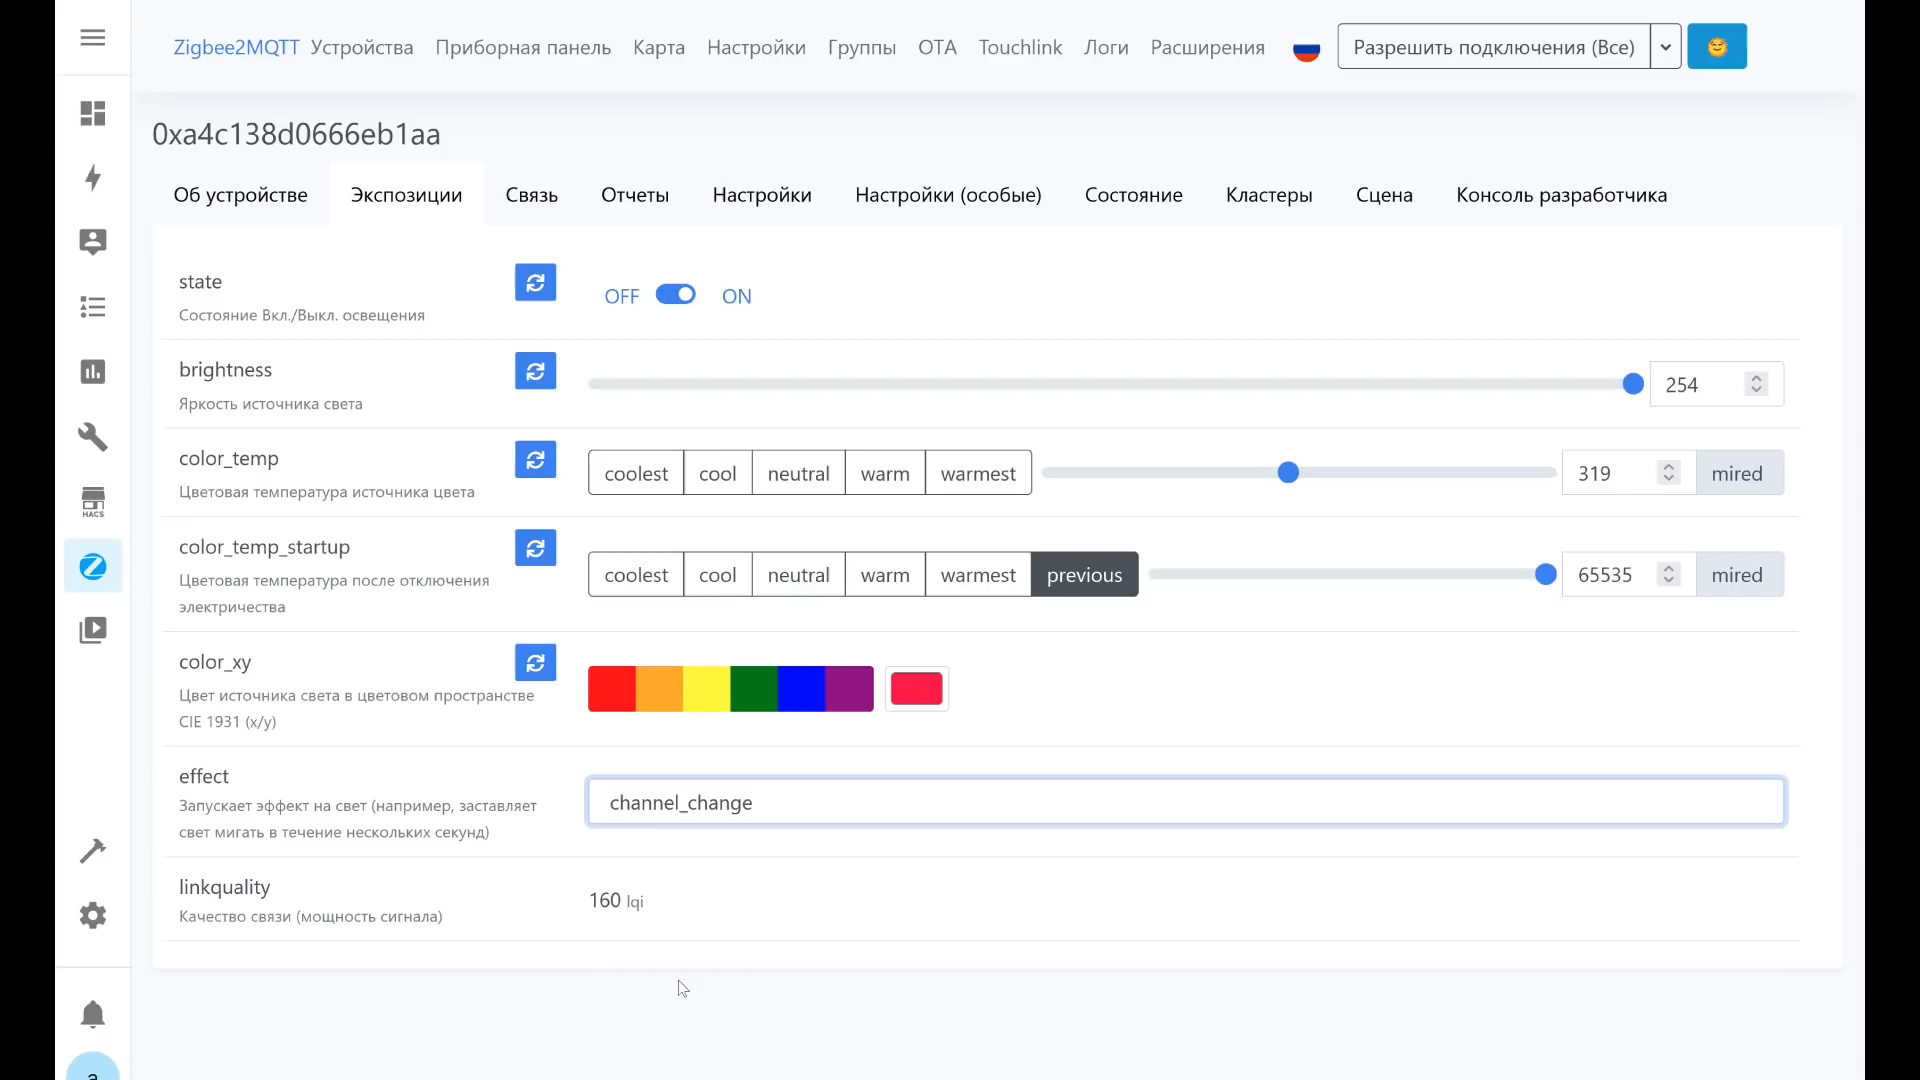 Zigbee2MQTT Устройства Приборная панель Карта Настройки Группы OTA Touchlink Логи Расширения Разрешить подключения (Все)
0xa4c138d0666eb1aa
Об устройстве Экспозиции Связь Отчеты Настройки Настройки (особые) Состояние Кластеры Сцена Консоль разработчика
state
OFF ON
Состояние Вкл./Выкл. освещения
brightness
254
Яркость источника света
color_temp
coolest cool neutral warm warmest 319 mired
Цветовая температура источника цвета
HACS
color_temp_startup
coolest cool neutral warm warmest previous 65535 mired
Цветовая температура после отключения
электричества
color_xy
Цвет источника света в цветовом пространстве
CIE 1931 (x/y)
effect
channel_change
Запускает эффект на свет (например, заставляет
свет мигать в течение нескольких секунд)
linkquality
160 lqi
Качество связи (мощность сигнала)
a